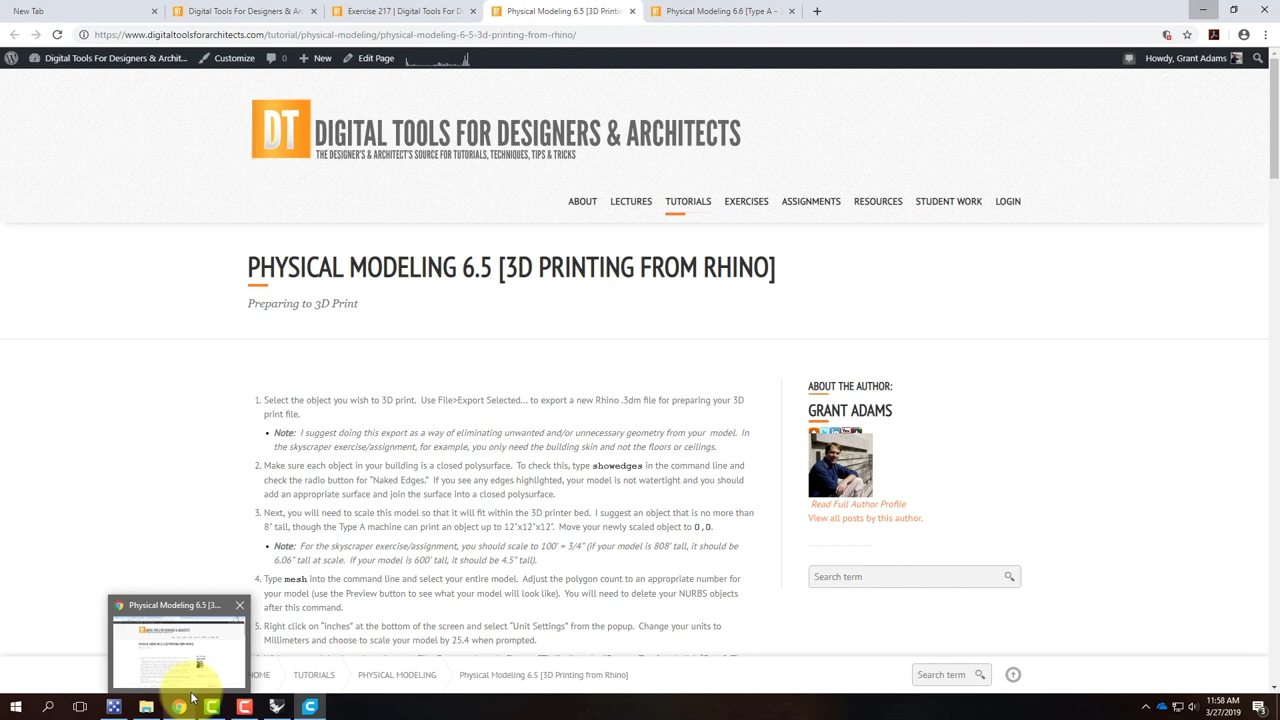 New Tab
Digital Tools for Designers & Ar
Exercise 317 [3D Print Tutorial]
Physical Modeling 6.5 [3D Printin
Physical Modeling 6.6 [Type A –
https://www.digitaltoolsforarchitects.com/tutorial/physical-modeling/physical-modeling-6-5-3d-printing-from-rhino/
Digital Tools For Designers & Archit... Customize 0 New Edit Page Howdy, Grant Adams
DT DIGITAL TOOLS FOR DESIGNERS & ARCHITECTS
THE DESIGNER'S & ARCHITECT'S SOURCE FOR TUTORIALS, TECHNIQUES, TIPS & TRICKS
ABOUT LECTURES TUTORIALS EXERCISES ASSIGNMENTS RESOURCES STUDENT WORK LOGIN
PHYSICAL MODELING 6.5 [3D PRINTING FROM RHINO]
Preparing to 3D Print
1. Select the object you wish to 3D print. Use File>Export Selected... to export a new Rhino .3dm file for preparing your 3D
print file.
• Note: I suggest doing this export as a way of eliminating unwanted and/or unnecessary geometry from your model. In
the skyscraper exercise/assignment, for example, you only need the building skin and not the floors or ceilings.
2. Make sure each object in your building is a closed polysurface. To check this, type showedges in the command line and
check the radio button for “Naked Edges.” If you see any edges highlighted, your model is not watertight and you should
add an appropriate surface and join the surface into a closed polysurface.
3. Next, you will need to scale this model so that it will fit within the 3D printer bed. I suggest an object that is no more than
8" tall, though the Type A machine can print an object up to 12"x12"x12". Move your newly scaled object to 0,0.
• Note: For the skyscraper exercise/assignment, you should scale to 100' = 3/4” (if your model is 808' tall, it should be
6.06” tall at scale. If your model is 600' tall, it should be 4.5" tall).
4. Type mesh into the command line and select your entire model. Adjust the polygon count to an appropriate number for
your model (use the Preview button to see what your model will look like). You will need to delete your NURBS objects
after this command.
5. Right click on “inches” at the bottom of the screen and select “Unit Settings” from the popup. Change your units to
Millimeters and choose to scale your model by 25.4 when prompted.
ABOUT THE AUTHOR:
GRANT ADAMS
Read Full Author Profile
View all posts by this author.
Search term
Physical Modeling 6.5 [3...
HOME TUTORIALS PHYSICAL MODELING Physical Modeling 6.5 [3D Printing from Rhino] Search term
11:58 AM
3/27/2019